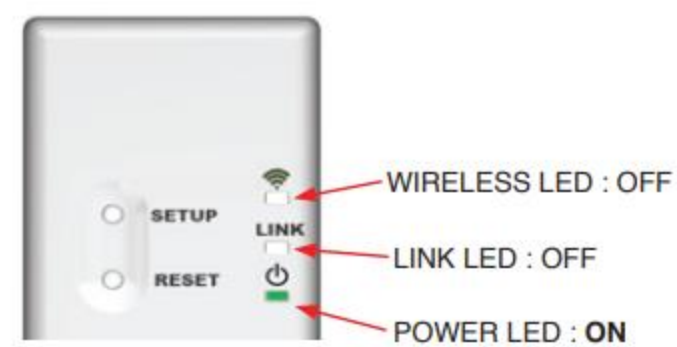 WIRELESS LED : OFF
SETUP
LINK
LINK LED : OFF
RESET
POWER LED : ON